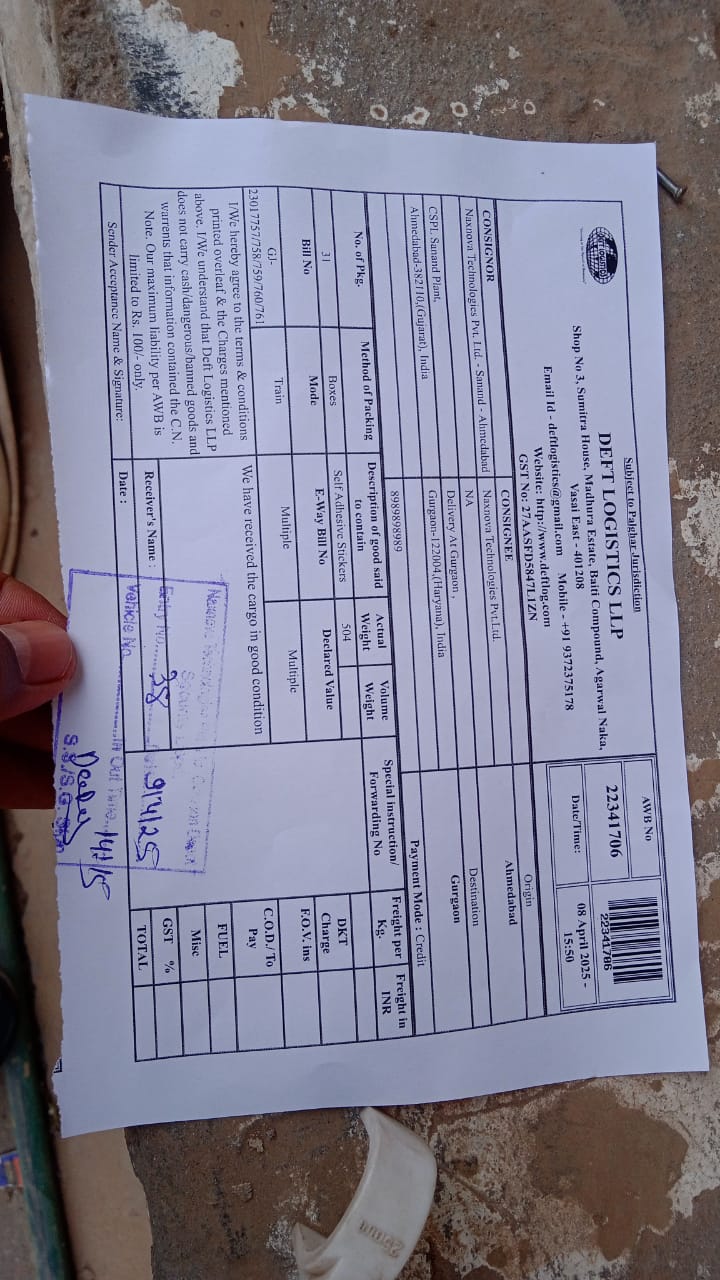 Subject to Palghar Jurisdiction
DEFT LOGISTICS LLP
Shop No 3, Sumitra House, Madhura Estate, Baiti Compound, Agarwal Naka,
Vasai East - 401208
Email Id - deftlogistics@gmail.com Mobile - +91 9372375178
Website: http://www.deftlog.com
GST No: 27AASFD5847L1ZN
AWB No
22341706
22341706
Date/Time:
08 April 2025 -
15:50
CONSIGNOR
CONSIGNEE
Origin
Ahmedabad
Naxnova Technologies Pvt. Ltd. - Sanand - Ahmedabad
Naxnova Technologies Pvt.Ltd.
NA
Destination
Gurgaon
CSPL Sanand Plant,
Ahmedabad-382110,(Gujarat), India
Delivery At Gurgaon ,
Gurgaon-122004,(Haryana), India
8989898989
Payment Mode : Credit
No. of Pkg.
Method of Packing
Description of good said
to contain
Actual
Weight
Volume
Weight
Special instruction/
Forwarding No
Freight per
Kg.
Freight in
INR
31
Boxes
Self Adhesive Stickers
504
DKT
Charge
Bill No
Mode
E-Way Bill No
Declared Value
F.O.V. ins
GJ-
23017757/758/759/760/761
Train
Multiple
Multiple
C.O.D./ To
Pay
I/We hereby agree to the terms & conditions
printed overleaf & the Charges mentioned
above. I/We understand that Deft Logistics LLP
does not carry cash/dangerous/banned goods and
warrents that information contained the C.N.
Note. Our maximum liability per AWB is
limited to Rs. 100/- only.
We have received the cargo in good condition
FUEL
Misc
GST %
TOTAL
Receiver's Name :
Sender Acceptance Name & Signature:
Date :
Entry No. 38
9/4/25
Vehicle No.